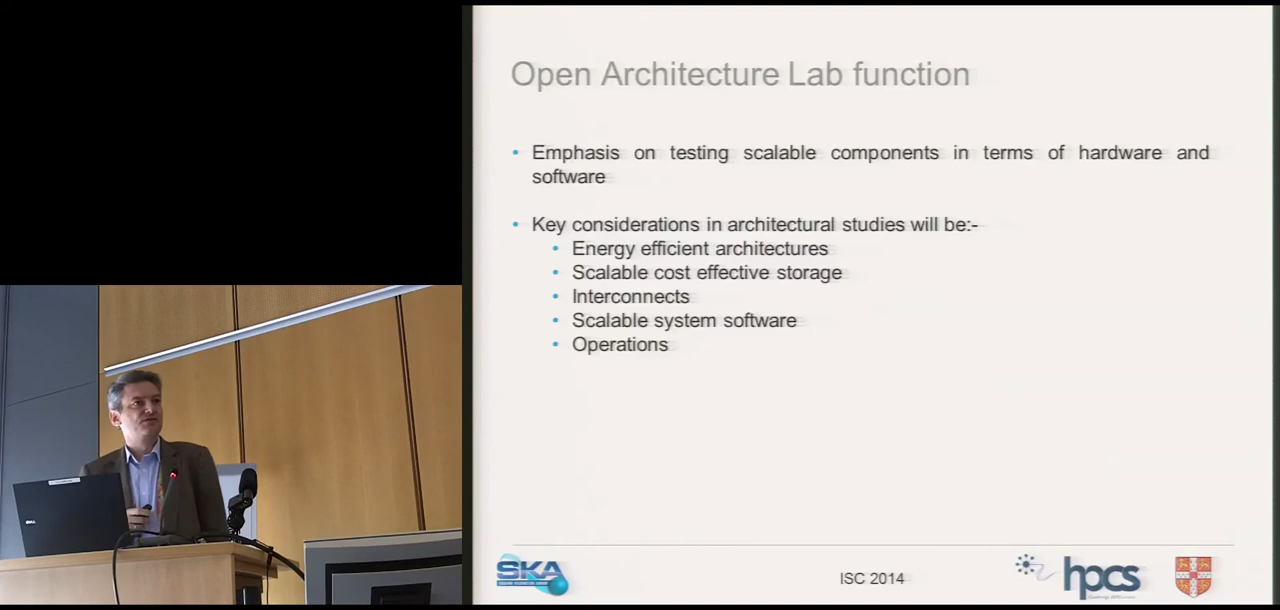 Open Architecture Lab function
• Emphasis on testing scalable components in terms of hardware and
software
• Key considerations in architectural studies will be:-
• Energy efficient architectures
• Scalable cost effective storage
• Interconnects
• Scalable system software
• Operations
DELL
SKA
ISC 2014
hpcs